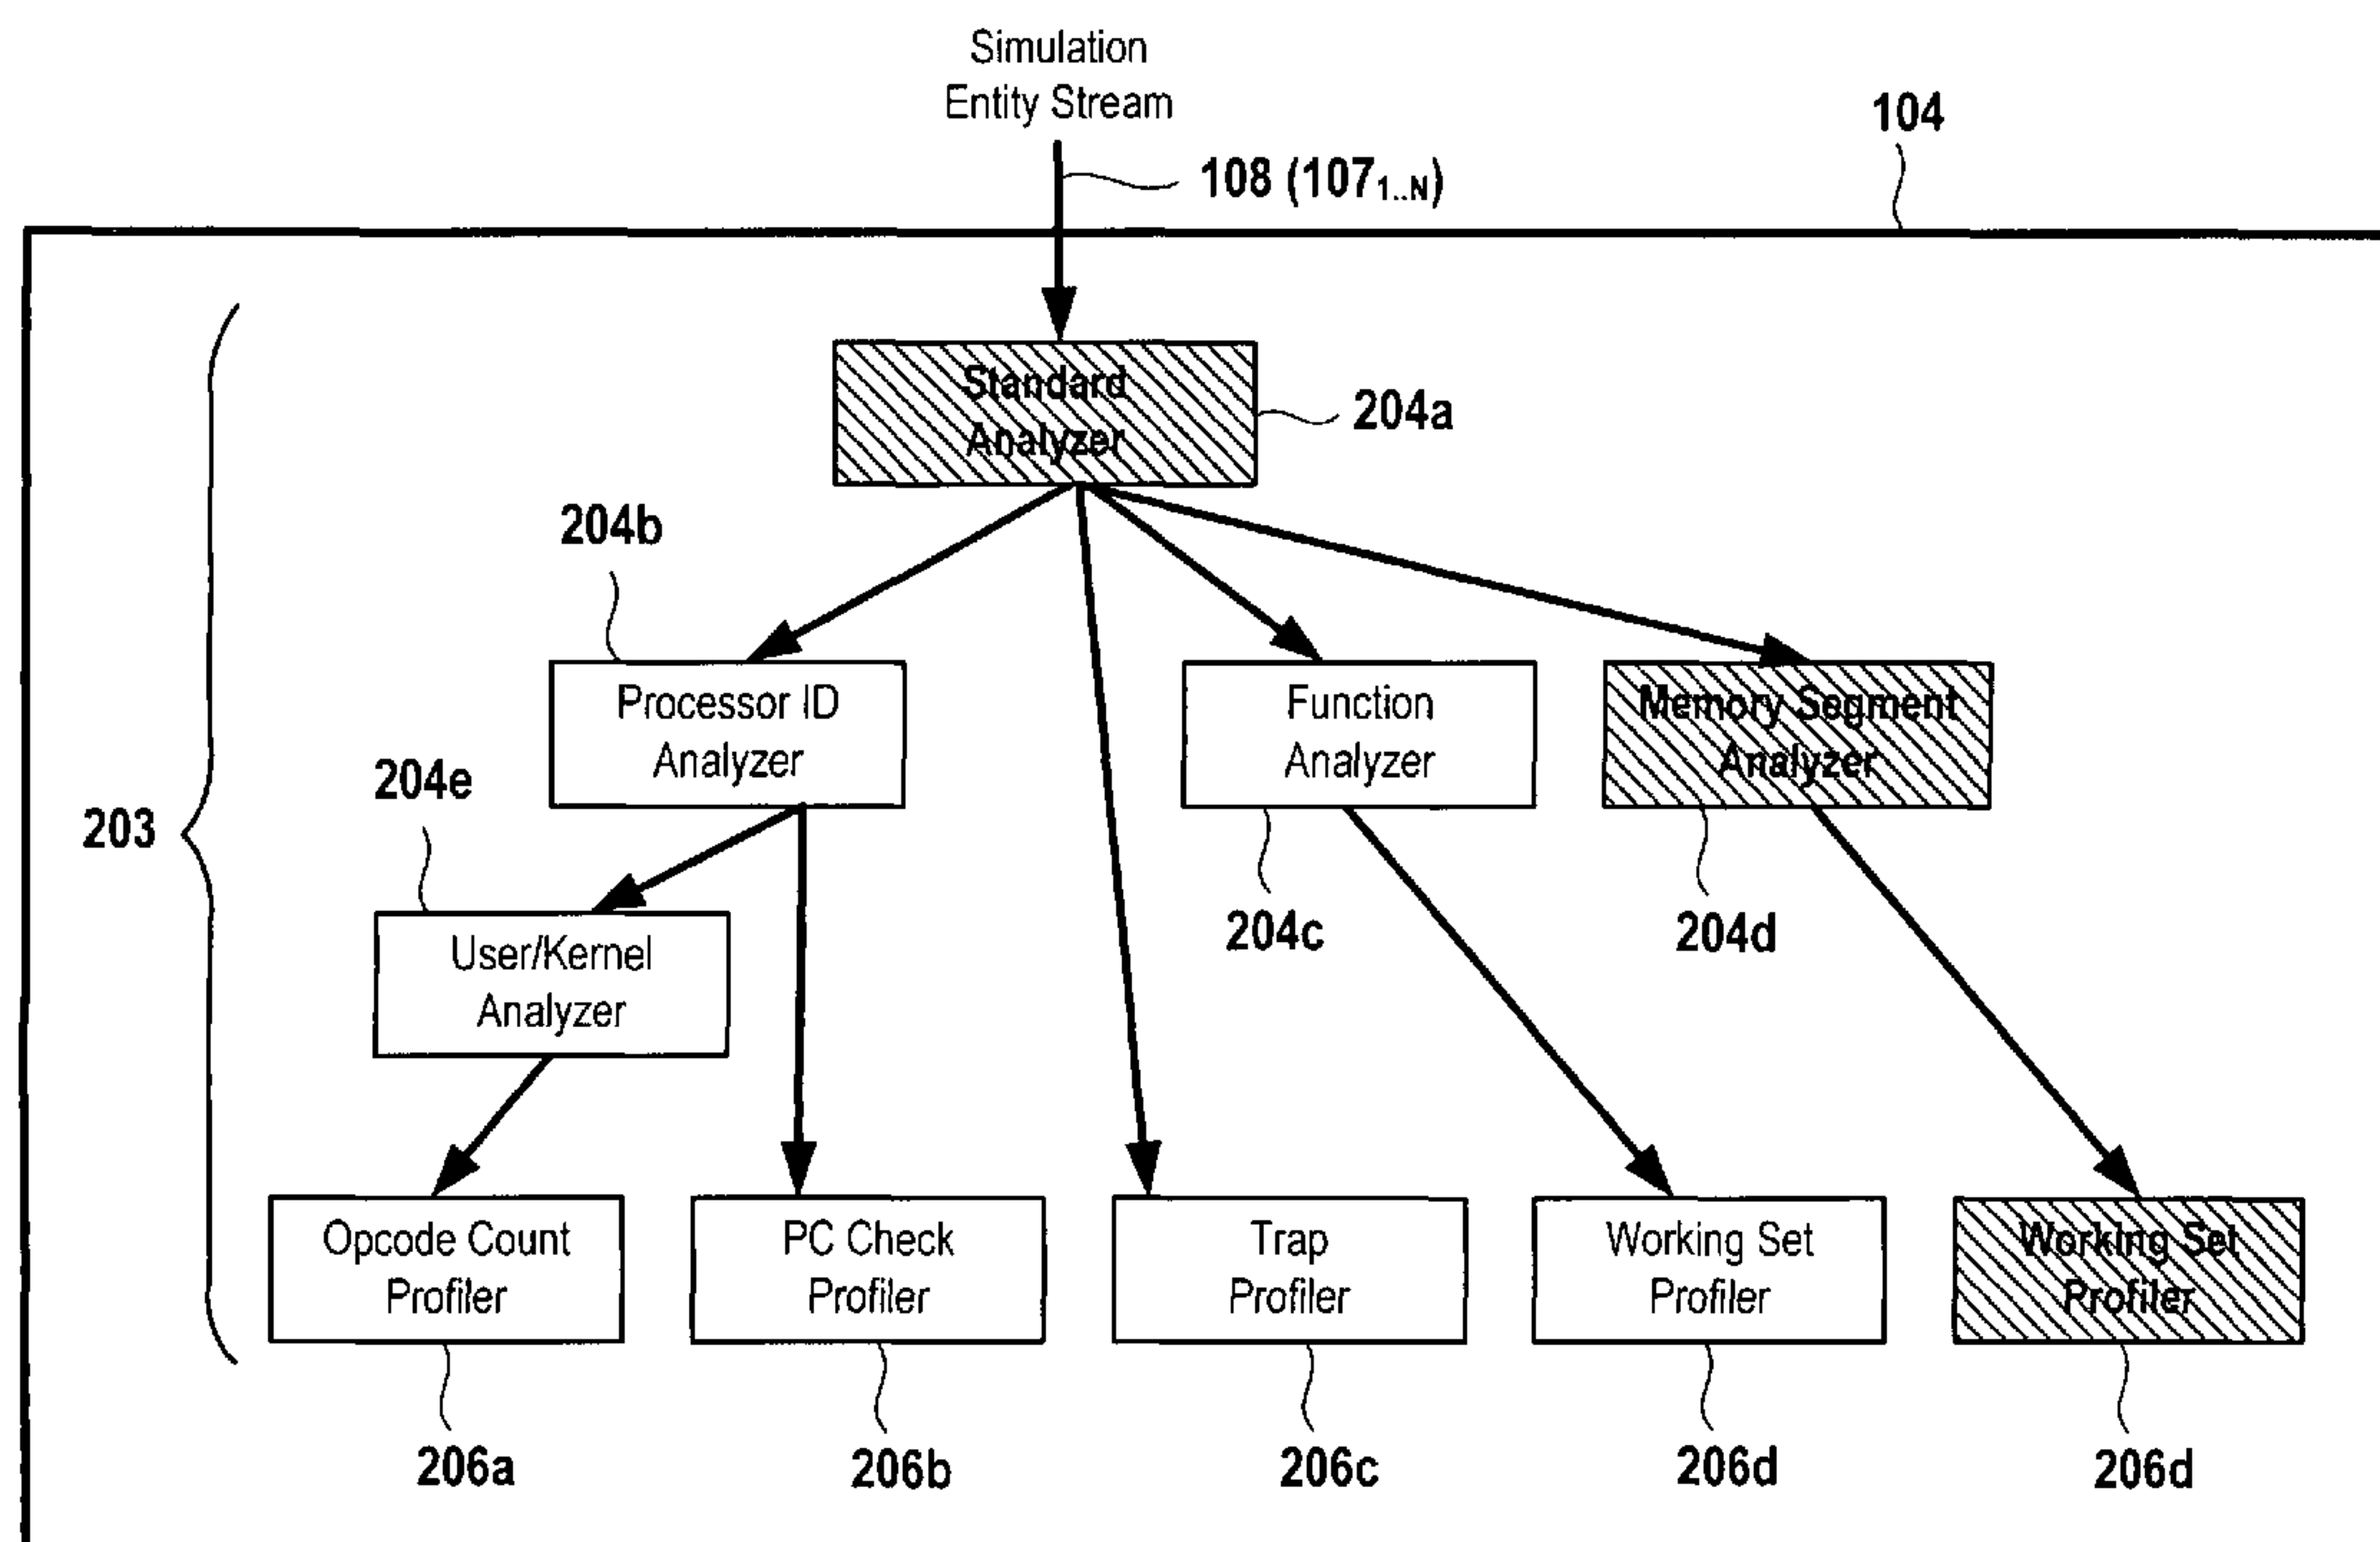 Simulation
Entity Stream
104
108 (107₁..N)
Standard
Analyzer
204a
204b
Processor ID
Analyzer
Function
Analyzer
Memory Segment
Analyzer
204e
203
204c
204d
User/Kernel
Analyzer
Opcode Count
Profiler
PC Check
Profiler
Trap
Profiler
Working Set
Profiler
Working Set
Profiler
206a
206b
206c
206d
206d